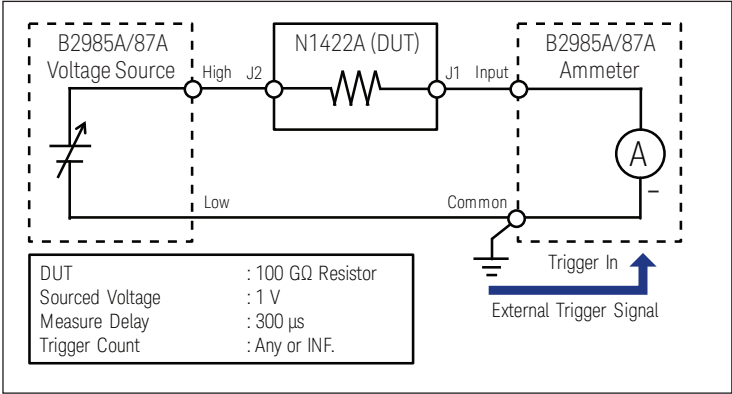 B2985A/87A
Voltage Source
N1422A (DUT)
B2985A/87A
Ammeter
High
J2
J1
Input
A
–
Low
Common
Trigger In
External Trigger Signal
DUT : 100 GΩ Resistor
Sourced Voltage : 1 V
Measure Delay : 300 µs
Trigger Count : Any or INF.